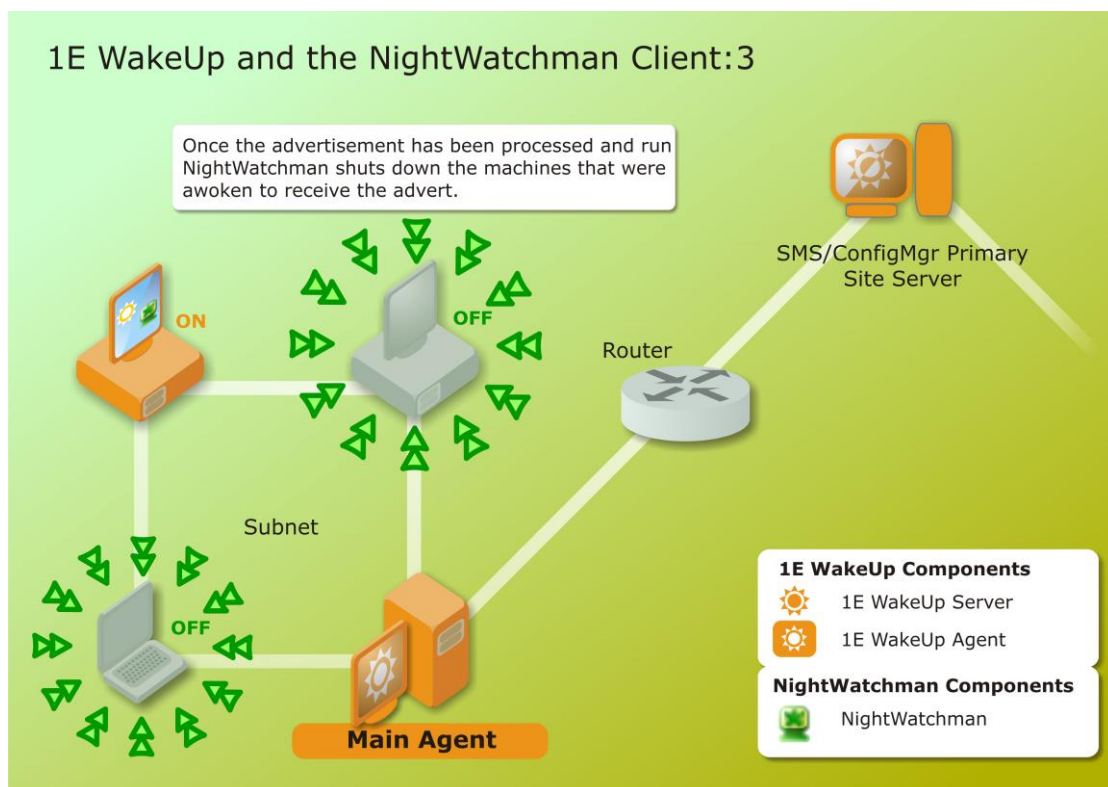 1E WakeUp and the NightWatchman Client:3
Once the advertisement has been processed and run
NightWatchman shuts down the machines that were
awoken to receive the advert.
SMS/ConfigMgr Primary
Site Server
ON
OFF
Router
Subnet
OFF
Main Agent
1E WakeUp Components
1E WakeUp Server
1E WakeUp Agent
NightWatchman Components
NightWatchman